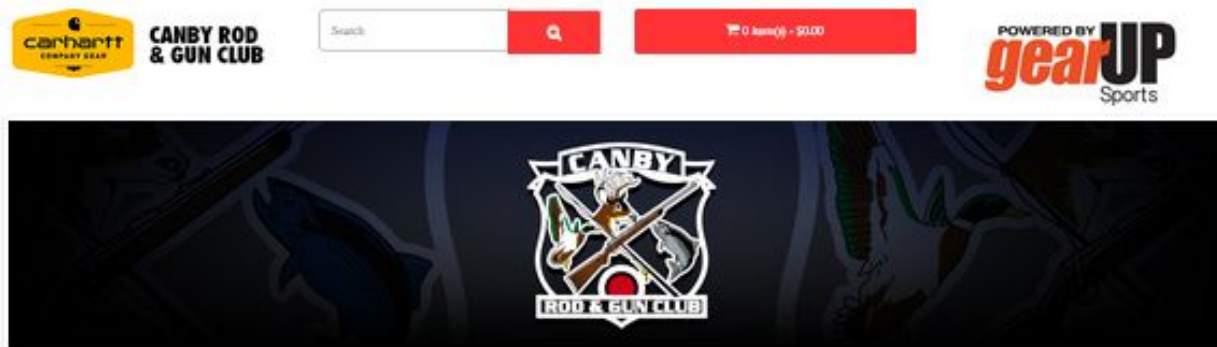 carhartt
COMPANY GEAR
CANBY ROD
& GUN CLUB
Search
0 item(s) - $0.00
POWERED BY
gearUP
Sports
CANBY
ROD & GUN CLUB